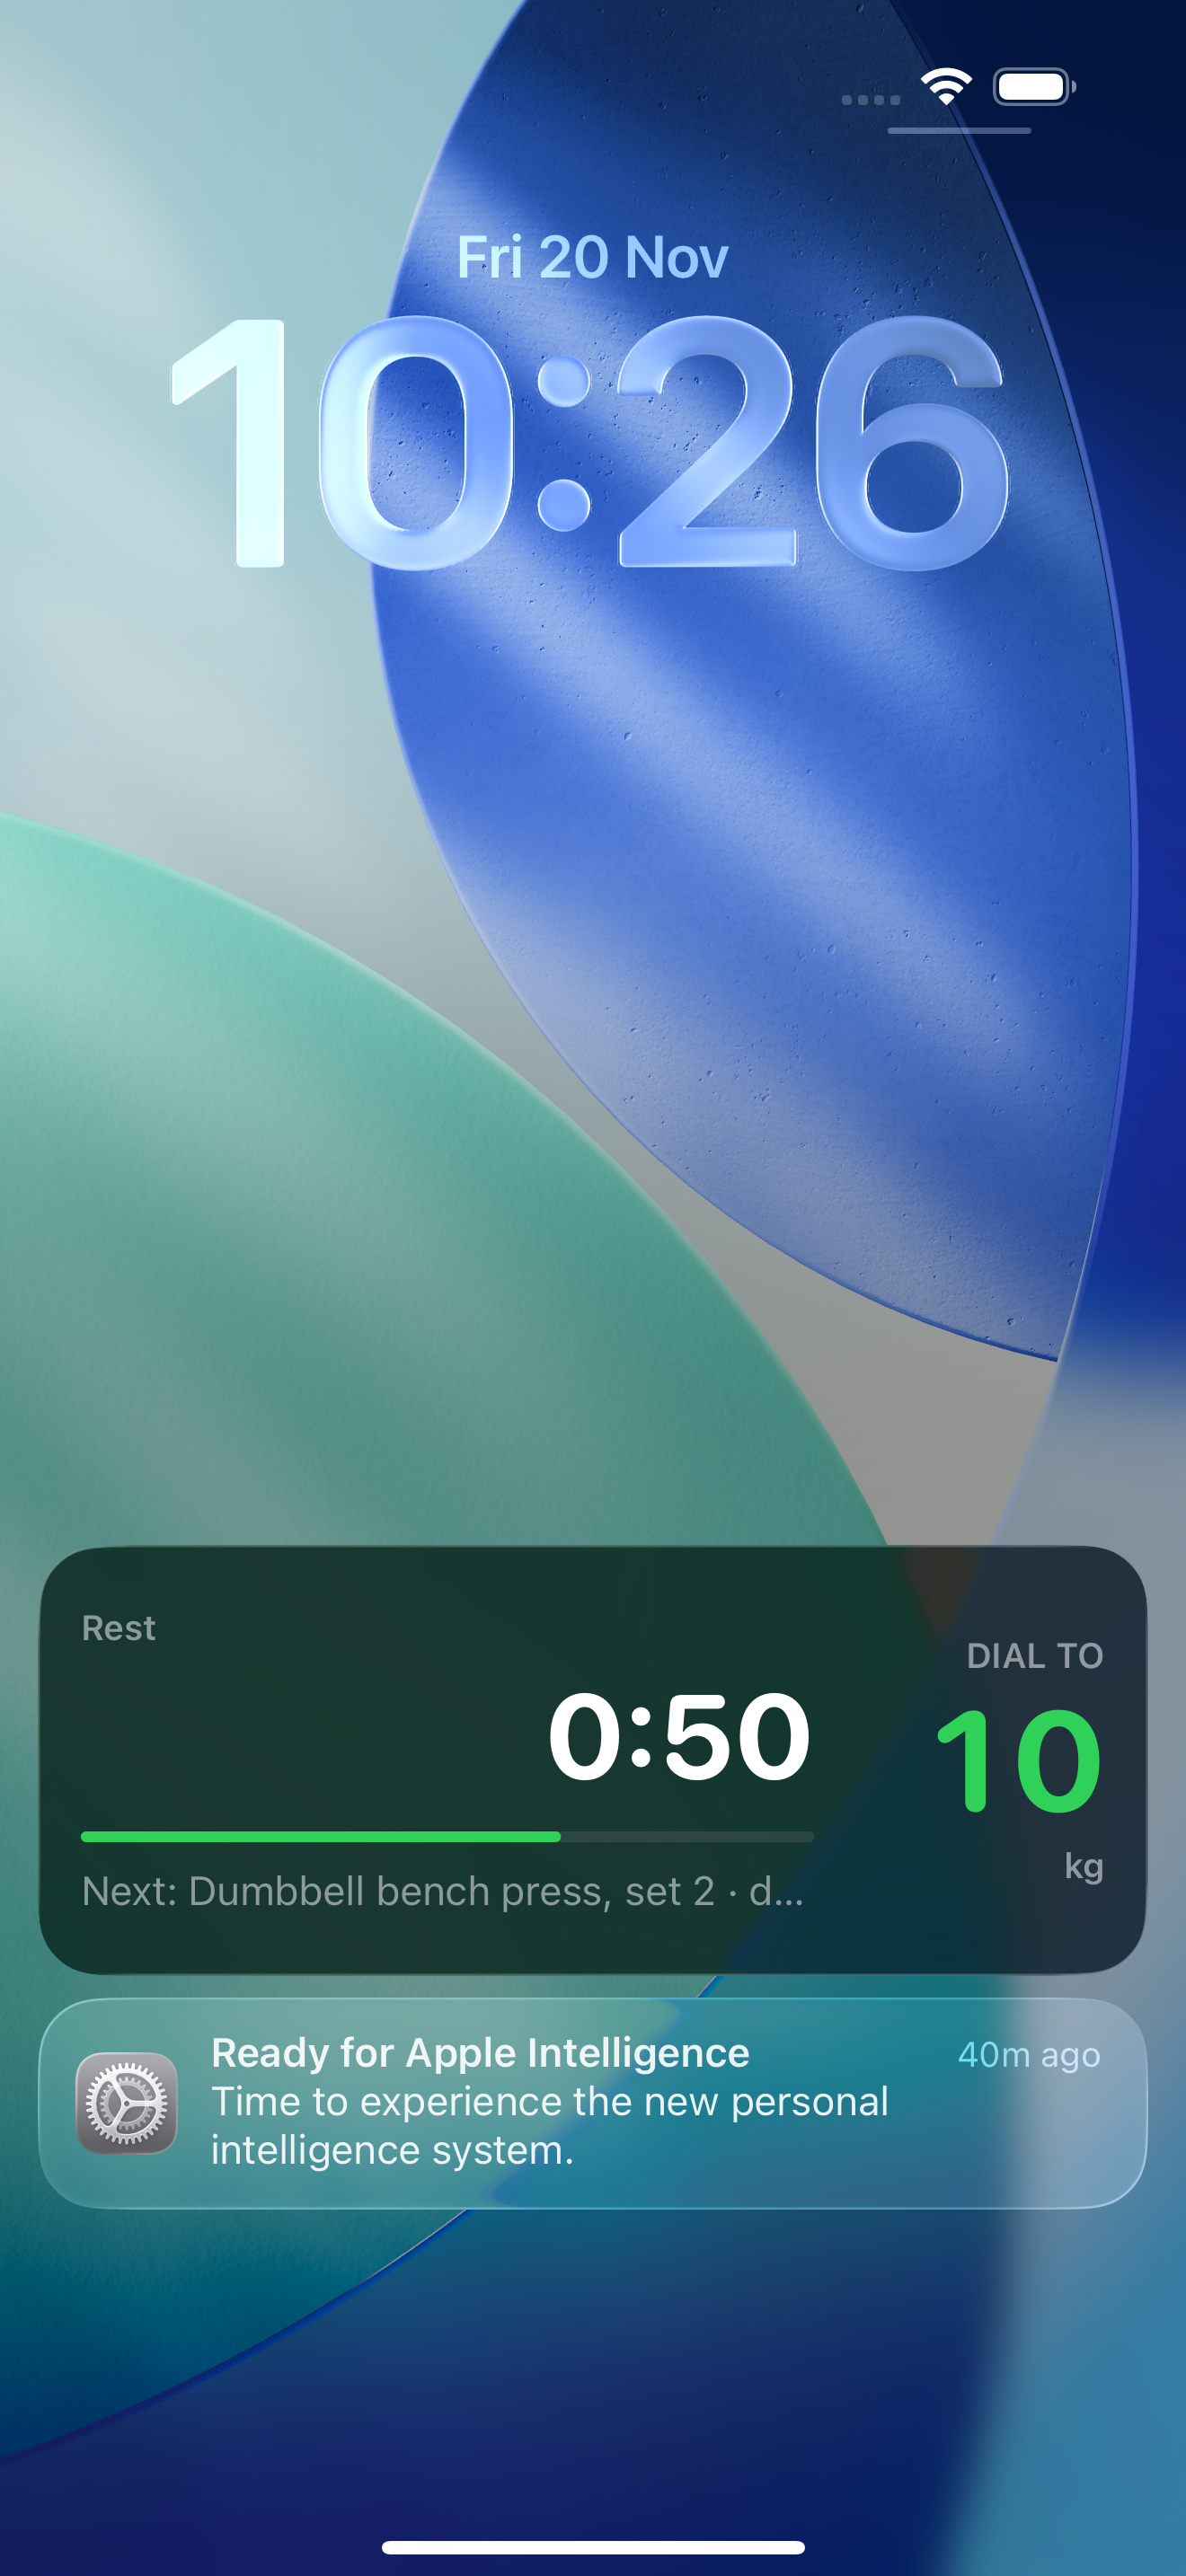 Fri 20 Nov
10:26
Rest
0:50
Next: Dumbbell bench press, set 2 · d...
DIAL TO
10
kg
Ready for Apple Intelligence
40m ago
Time to experience the new personal
intelligence system.